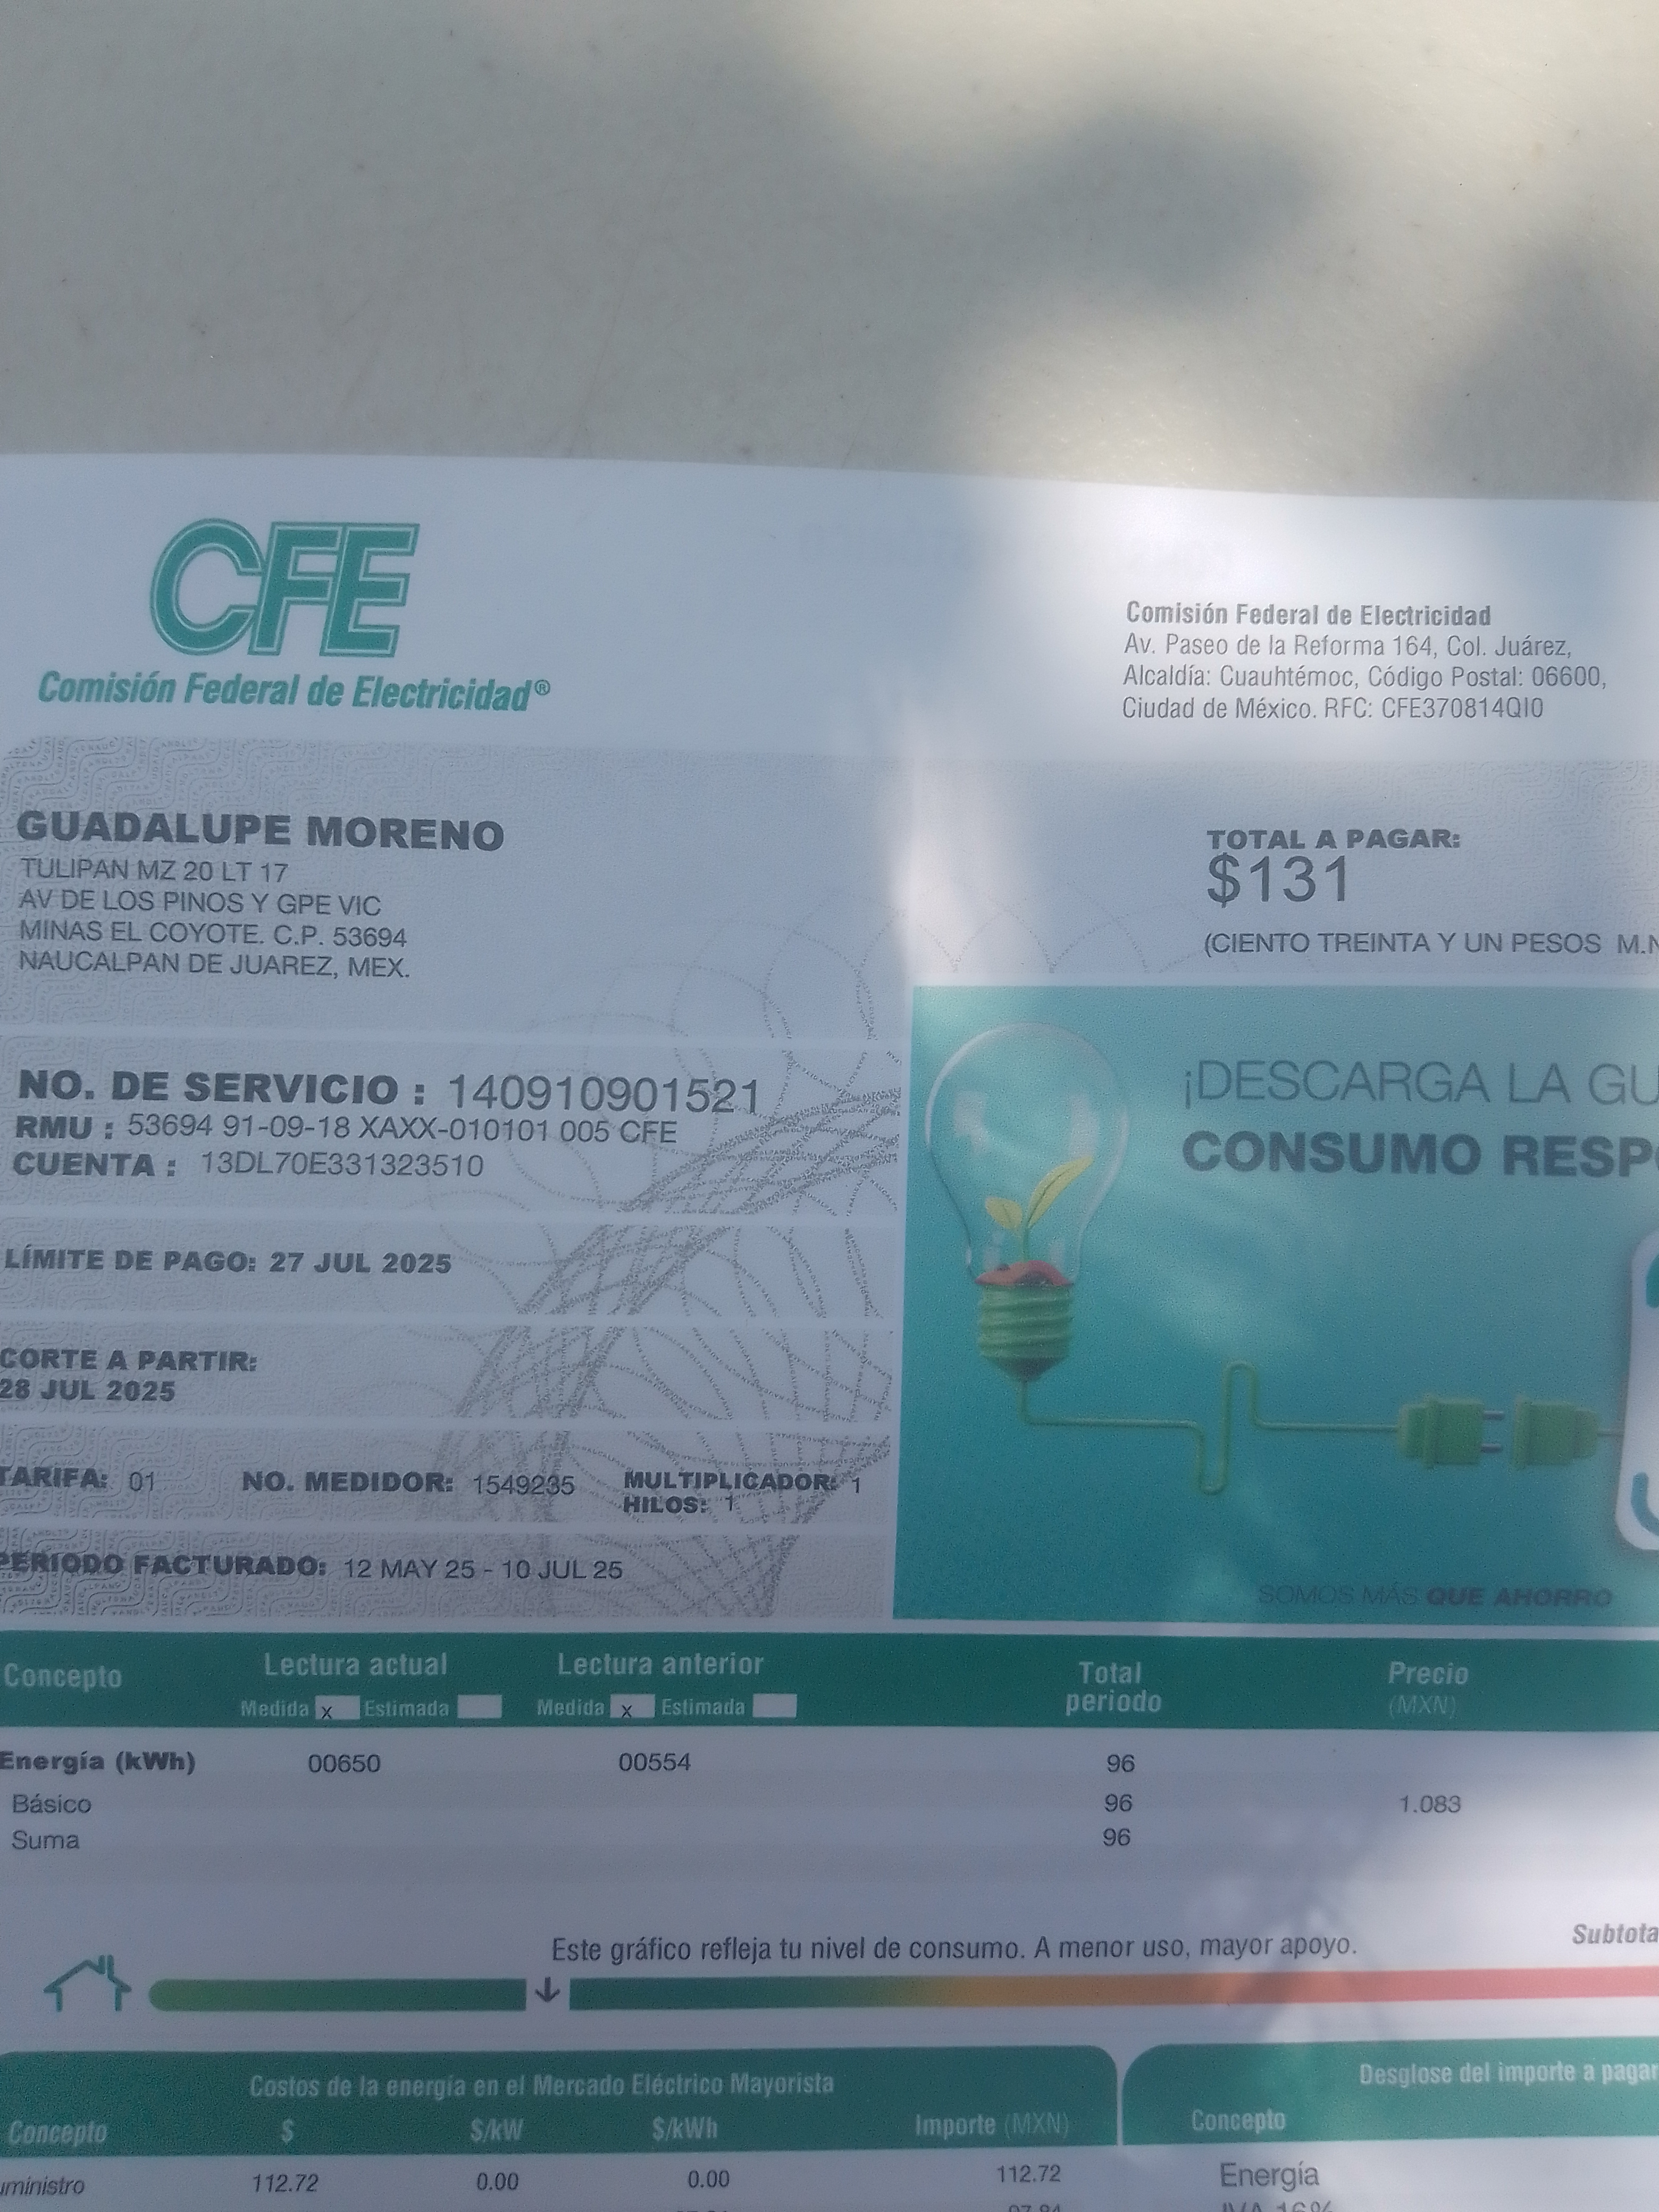 CFE
Comisión Federal de Electricidad®
Comisión Federal de Electricidad
Av. Paseo de la Reforma 164, Col. Juárez,
Alcaldía: Cuauhtémoc, Código Postal: 06600,
Ciudad de México. RFC: CFE370814QI0
GUADALUPE MORENO
TULIPAN MZ 20 LT 17
AV DE LOS PINOS Y GPE VIC
MINAS EL COYOTE. C.P. 53694
NAUCALPAN DE JUAREZ, MEX.
TOTAL A PAGAR:
$131
(CIENTO TREINTA Y UN PESOS M.N
NO. DE SERVICIO : 140910901521
RMU : 53694 91-09-18 XAXX-010101 005 CFE
CUENTA : 13DL70E331323510
¡DESCARGA LA GU
CONSUMO RESP
LÍMITE DE PAGO: 27 JUL 2025
CORTE A PARTIR:
28 JUL 2025
TARIFA: 01 NO. MEDIDOR: 1549235 MULTIPLICADOR: 1
HILOS: 1
PERIODO FACTURADO: 12 MAY 25 - 10 JUL 25
SOMOS MÁS QUE AHORRO
Concepto Lectura actual Lectura anterior Total periodo Precio (MXN)
Medida x Estimada Medida x Estimada
Energía (kWh) 00650 00554 96
Básico 96 1.083
Suma 96
Subtota
Este gráfico refleja tu nivel de consumo. A menor uso, mayor apoyo.
Costos de la energía en el Mercado Eléctrico Mayorista
Concepto $ $/kW $/kWh Importe (MXN)
uministro 112.72 0.00 0.00 112.72
Desglose del importe a pagar
Concepto
Energía
IVA 16%